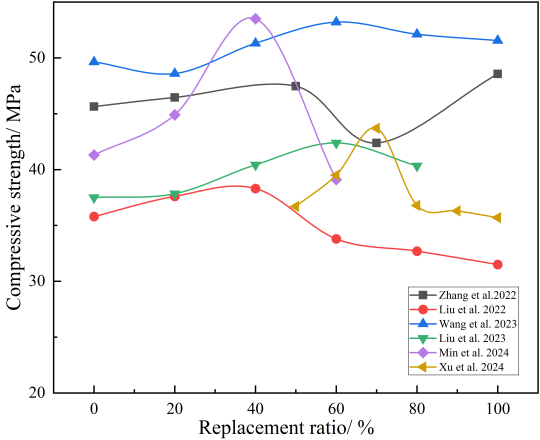 Compressive strength/ MPa
50
40
30
20
0 20 40 60 80 100
Replacement ratio/ %
Zhang et al.2022
Liu et al. 2022
Wang et al. 2023
Liu et al. 2023
Min et al. 2024
Xu et al. 2024